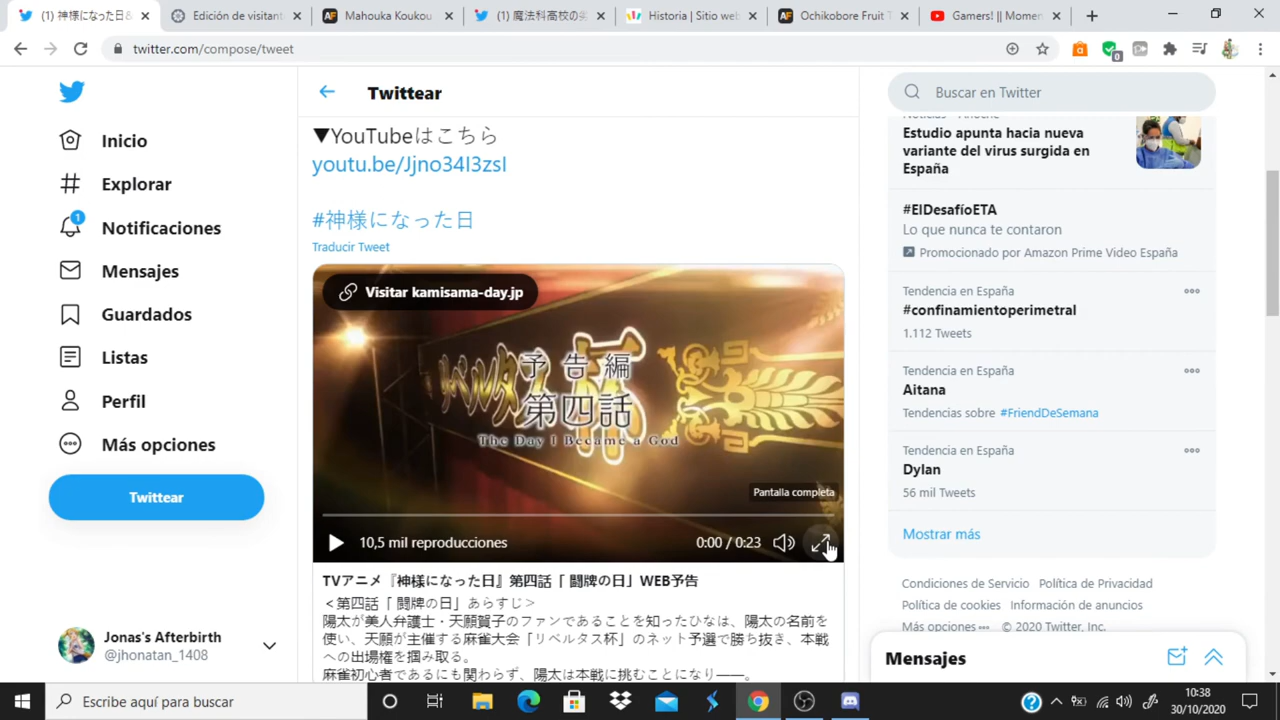 (1) 神様になった日&
Edición de visitant
Mahouka Koukou
(1) 魔法科高校の劣
Historia | Sitio web
Ochikobore Fruit T
Gamers! || Momen
twitter.com/compose/tweet
0
Inicio
Explorar
1
Notificaciones
Mensajes
Guardados
Listas
Perfil
Más opciones
Twittear
Jonas's Afterbirth
@jhonatan_1408
Twittear
▼YouTubeはこちら
youtu.be/Jjno34I3zsI
#神様になった日
Traducir Tweet
Visitar kamisama-day.jp
リベルタス杯
予告編
第四話
The Day I Became a God
Pantalla completa
10,5 mil reproducciones
0:00 / 0:23
TVアニメ『神様になった日』第四話「 闘牌の日」WEB予告
<第四話「 闘牌の日」あらすじ>
陽太が美人弁護士・天願賀子のファンであることを知ったひなは、陽太の名前を
使い、天願が主催する麻雀大会「リベルタス杯」のネット予選で勝ち抜き、本戦
への出場権を掴み取る。
麻雀初心者であるにも関わらず、陽太は本戦に挑むことになり――。
Buscar en Twitter
Noticias · Anoche
Estudio apunta hacia nueva
variante del virus surgida en
España
#ElDesafíoETA
Lo que nunca te contaron
Promocionado por Amazon Prime Video España
Tendencia en España
#confinamientoperimetral
1.112 Tweets
Tendencia en España
Aitana
Tendencias sobre #FriendDeSemana
Tendencia en España
Dylan
56 mil Tweets
Mostrar más
Condiciones de Servicio Política de Privacidad
Política de cookies Información de anuncios
Más opciones © 2020 Twitter, Inc.
Mensajes
Escribe aquí para buscar
10:38
30/10/2020